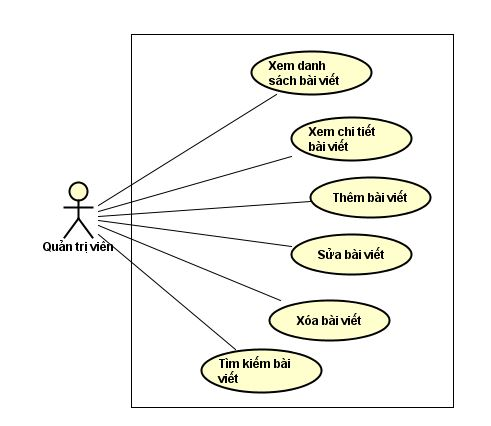 Xem danh
sách bài viết
Xem chi tiết
bài viết
Thêm bài viết
Quản trị viên
Sửa bài viết
Xóa bài viết
Tìm kiếm bài
viết